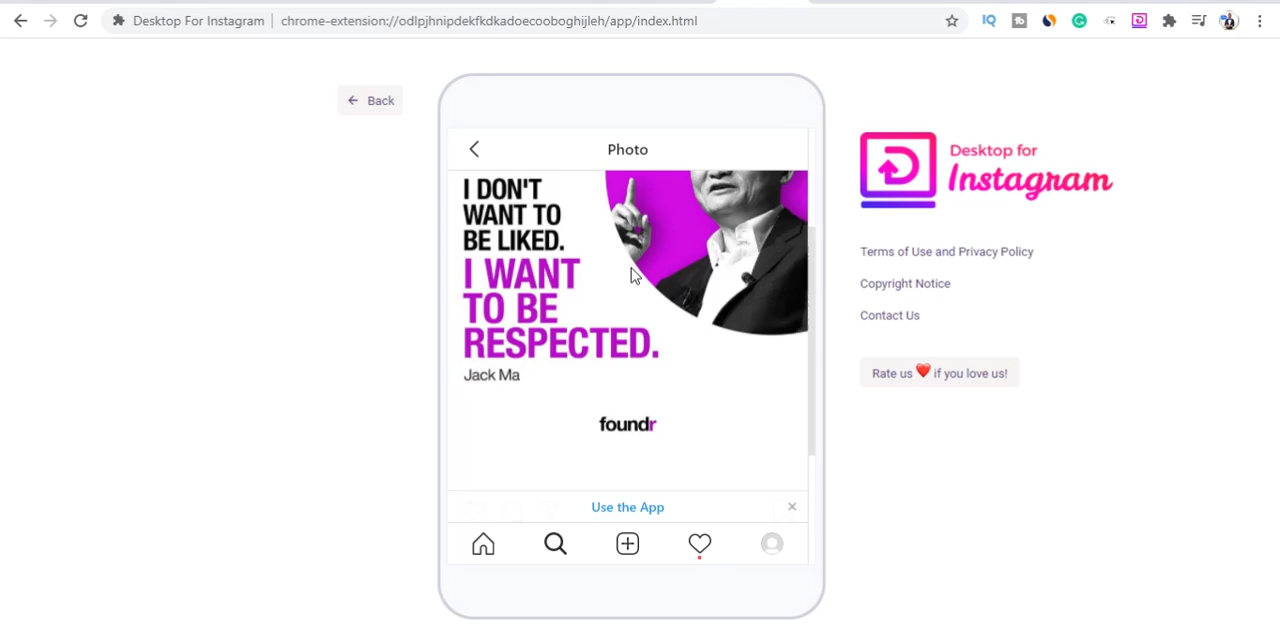 Desktop For Instagram
chrome-extension://odlpjhnipdekfkdkadoecooboghijleh/app/index.html
Back
Photo
I DON'T
WANT TO
BE LIKED.
I WANT
TO BE
RESPECTED.
Jack Ma
foundr
Use the App
Desktop for
Instagram
Terms of Use and Privacy Policy
Copyright Notice
Contact Us
Rate us ❤️ if you love us!